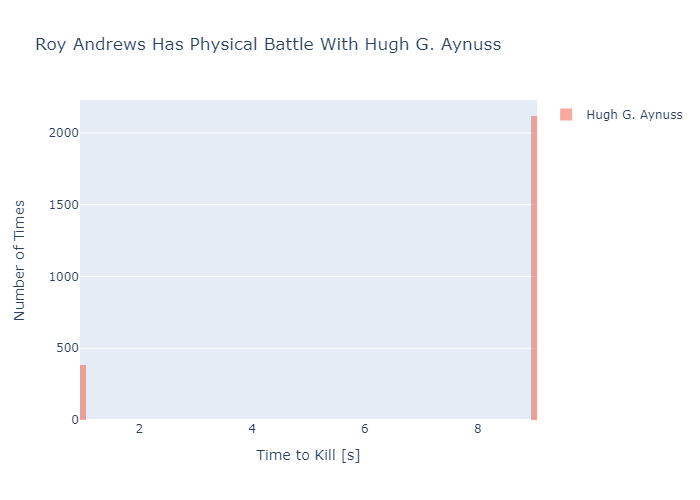 Roy Andrews Has Physical Battle With Hugh G. Aynuss
Hugh G. Aynuss
2000
1500
1000
500
0
2 4 6 8
Number of Times
Time to Kill [s]